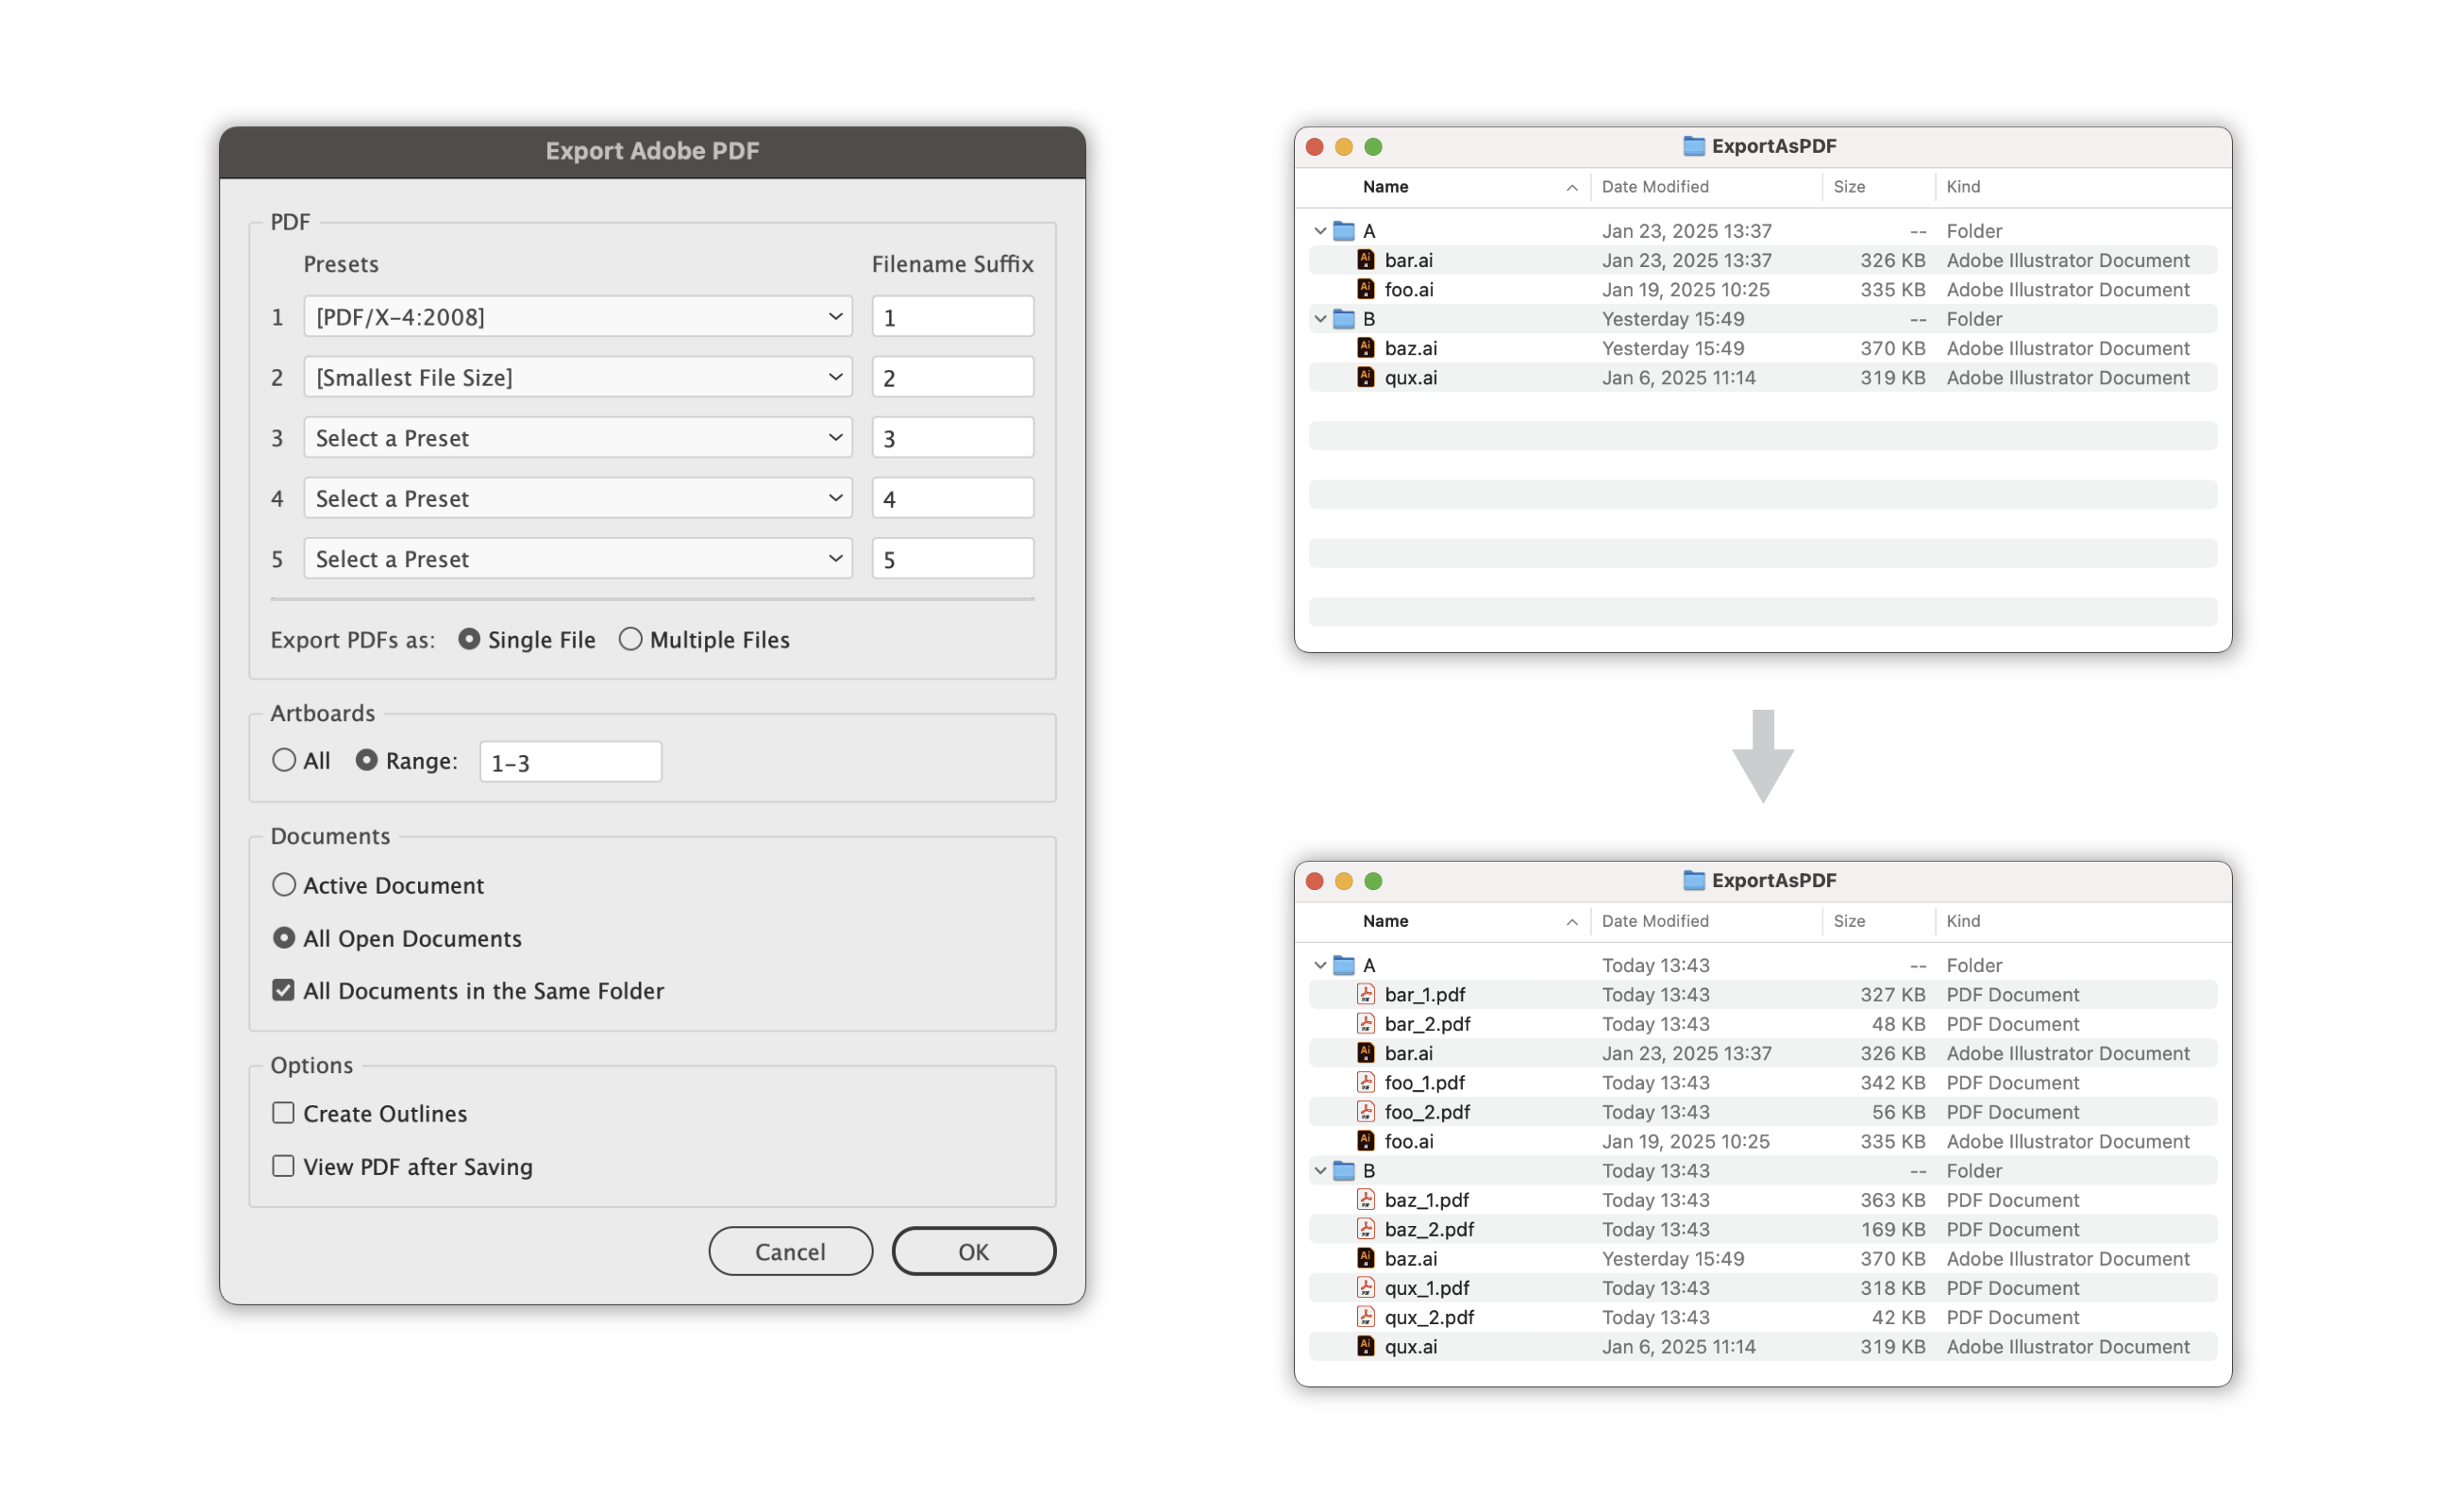 Export Adobe PDF
PDF
Presets Filename Suffix
1 [PDF/X-4:2008] 1
2 [Smallest File Size] 2
3 Select a Preset 3
4 Select a Preset 4
5 Select a Preset 5
Export PDFs as: Single File Multiple Files
Artboards
All Range: 1-3
Documents
Active Document
All Open Documents
All Documents in the Same Folder
Options
Create Outlines
View PDF after Saving
Cancel OK
ExportAsPDF
Name Date Modified Size Kind
A Jan 23, 2025 13:37 -- Folder
bar.ai Jan 23, 2025 13:37 326 KB Adobe Illustrator Document
foo.ai Jan 19, 2025 10:25 335 KB Adobe Illustrator Document
B Yesterday 15:49 -- Folder
baz.ai Yesterday 15:49 370 KB Adobe Illustrator Document
qux.ai Jan 6, 2025 11:14 319 KB Adobe Illustrator Document
ExportAsPDF
Name Date Modified Size Kind
A Today 13:43 -- Folder
bar_1.pdf Today 13:43 327 KB PDF Document
bar_2.pdf Today 13:43 48 KB PDF Document
bar.ai Jan 23, 2025 13:37 326 KB Adobe Illustrator Document
foo_1.pdf Today 13:43 342 KB PDF Document
foo_2.pdf Today 13:43 56 KB PDF Document
foo.ai Jan 19, 2025 10:25 335 KB Adobe Illustrator Document
B Today 13:43 -- Folder
baz_1.pdf Today 13:43 363 KB PDF Document
baz_2.pdf Today 13:43 169 KB PDF Document
baz.ai Yesterday 15:49 370 KB Adobe Illustrator Document
qux_1.pdf Today 13:43 318 KB PDF Document
qux_2.pdf Today 13:43 42 KB PDF Document
qux.ai Jan 6, 2025 11:14 319 KB Adobe Illustrator Document